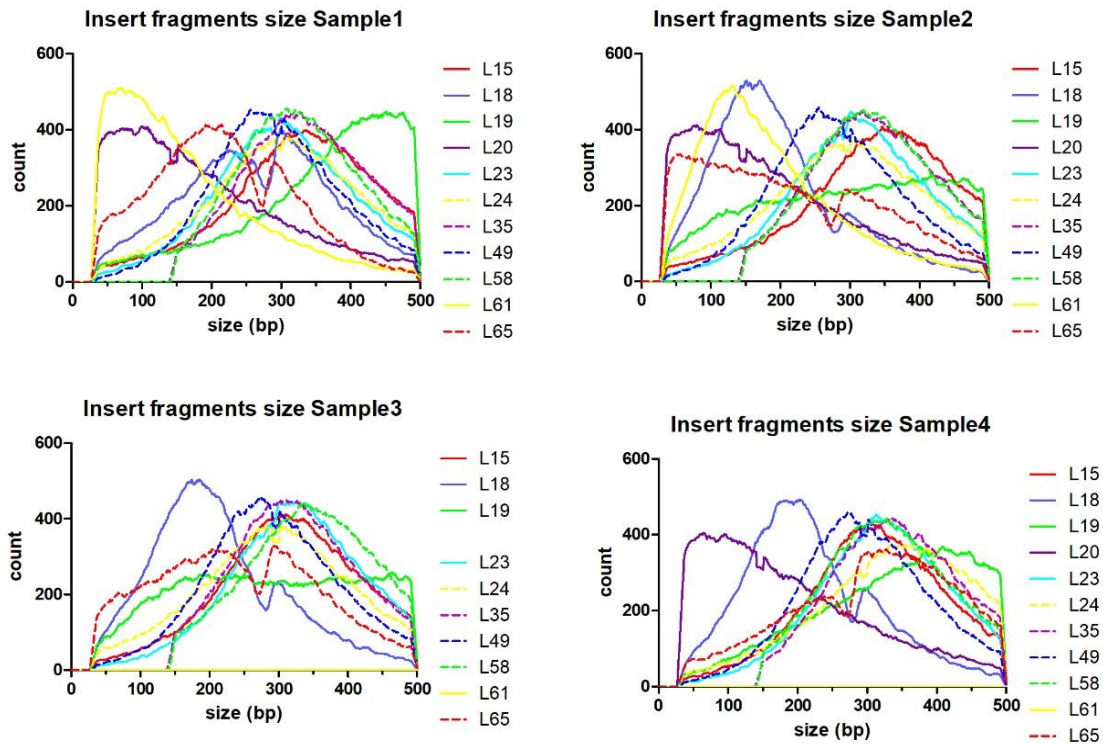 Insert fragments size Sample1
600
400
200
0
count
0 100 200 300 400 500
size (bp)
L15
L18
L19
L20
L23
L24
L35
L49
L58
L61
L65
Insert fragments size Sample2
600
400
200
0
count
0 100 200 300 400 500
size (bp)
L15
L18
L19
L20
L23
L24
L35
L49
L58
L61
L65
Insert fragments size Sample3
600
400
200
0
count
0 100 200 300 400 500
size (bp)
L15
L18
L19
L23
L24
L35
L49
L58
L61
L65
Insert fragments size Sample4
600
400
200
0
count
0 100 200 300 400 500
size (bp)
L15
L18
L19
L20
L23
L24
L35
L49
L58
L61
L65